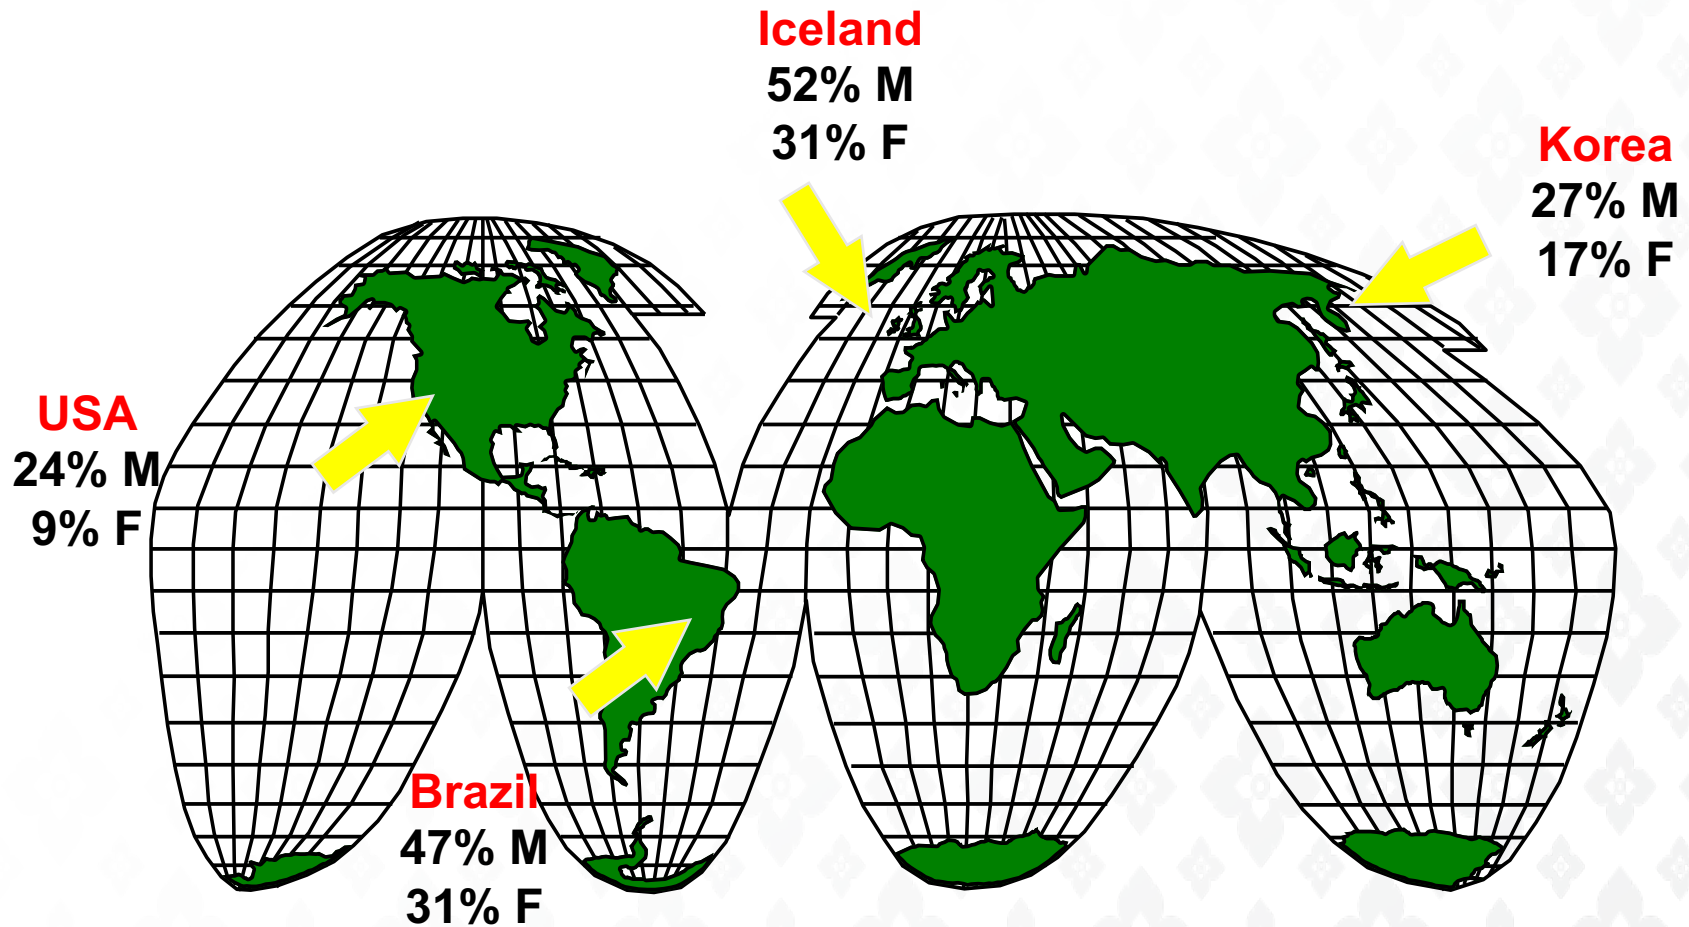 Iceland
52% M
31% F
Korea
27% M
17% F
USA
24% M
9% F
Brazil
47% M
31% F